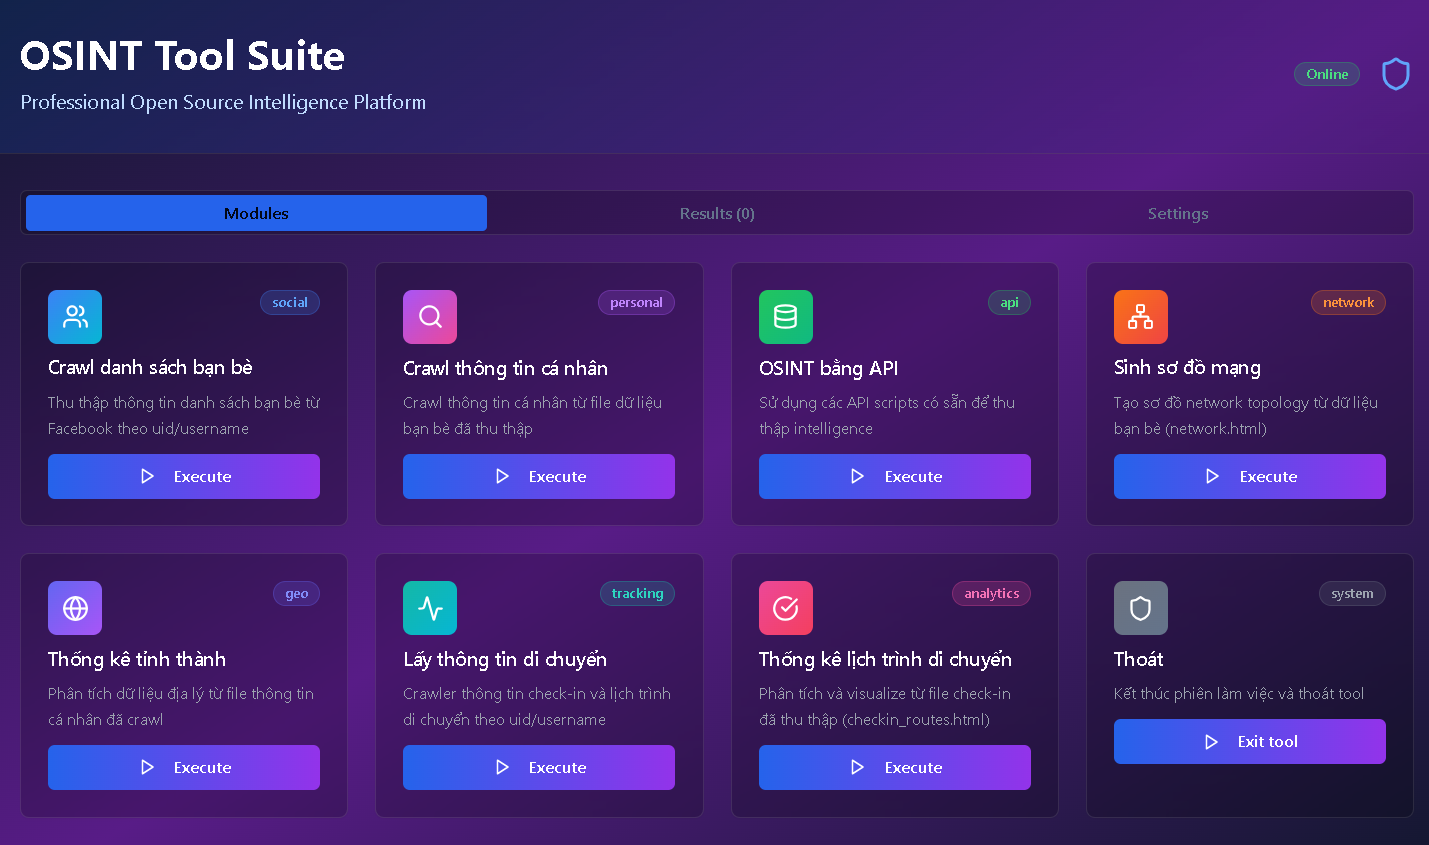 OSINT Tool Suite
Professional Open Source Intelligence Platform
Online
Modules
Results (0)
Settings
social
Crawl danh sách bạn bè
Thu thập thông tin danh sách bạn bè từ
Facebook theo uid/username
Execute
personal
Crawl thông tin cá nhân
Crawl thông tin cá nhân từ file dữ liệu
bạn bè đã thu thập
Execute
api
OSINT bằng API
Sử dụng các API scripts có sẵn để thu
thập intelligence
Execute
network
Sinh sơ đồ mạng
Tạo sơ đồ network topology từ dữ liệu
bạn bè (network.html)
Execute
geo
Thống kê tỉnh thành
Phân tích dữ liệu địa lý từ file thông tin
cá nhân đã crawl
Execute
tracking
Lấy thông tin di chuyển
Crawler thông tin check-in và lịch trình
di chuyển theo uid/username
Execute
analytics
Thống kê lịch trình di chuyển
Phân tích và visualize từ file check-in
đã thu thập (checkin_routes.html)
Execute
system
Thoát
Kết thúc phiên làm việc và thoát tool
Exit tool